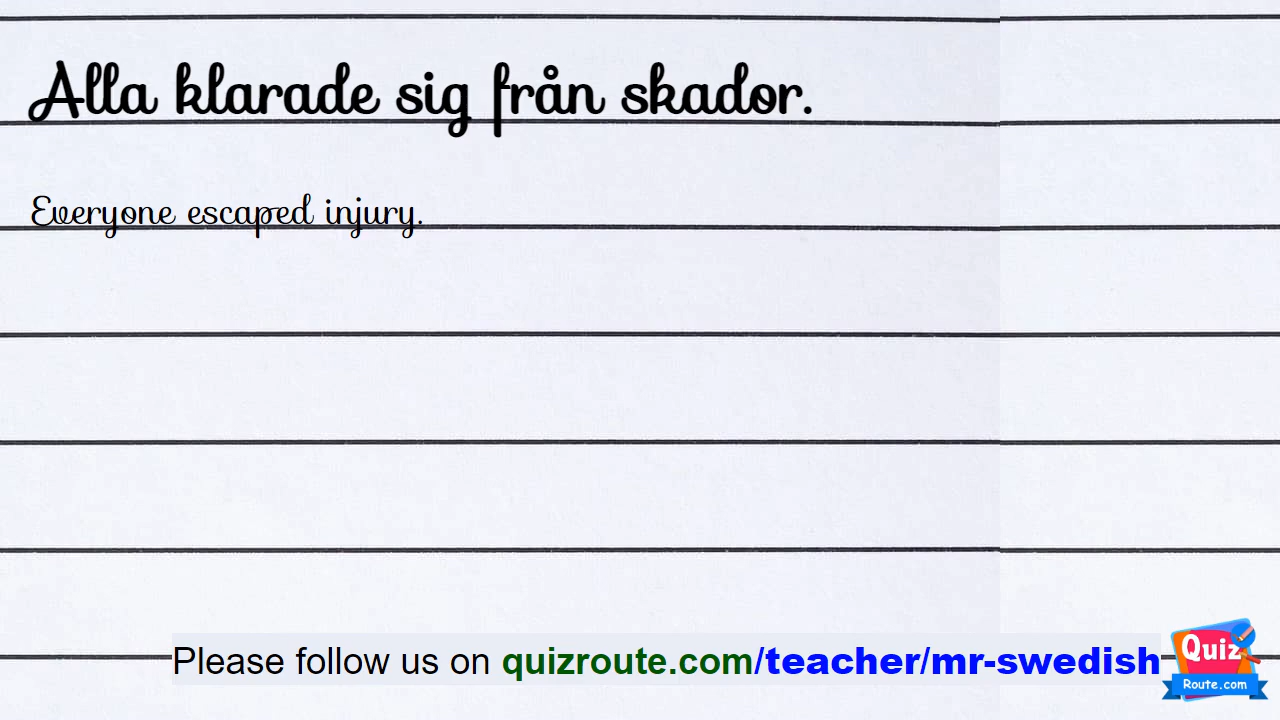 Alla klarade sig från skador.
Everyone escaped injury.
Please follow us on quizroute.com/teacher/mr-swedish
Quiz
Route.com